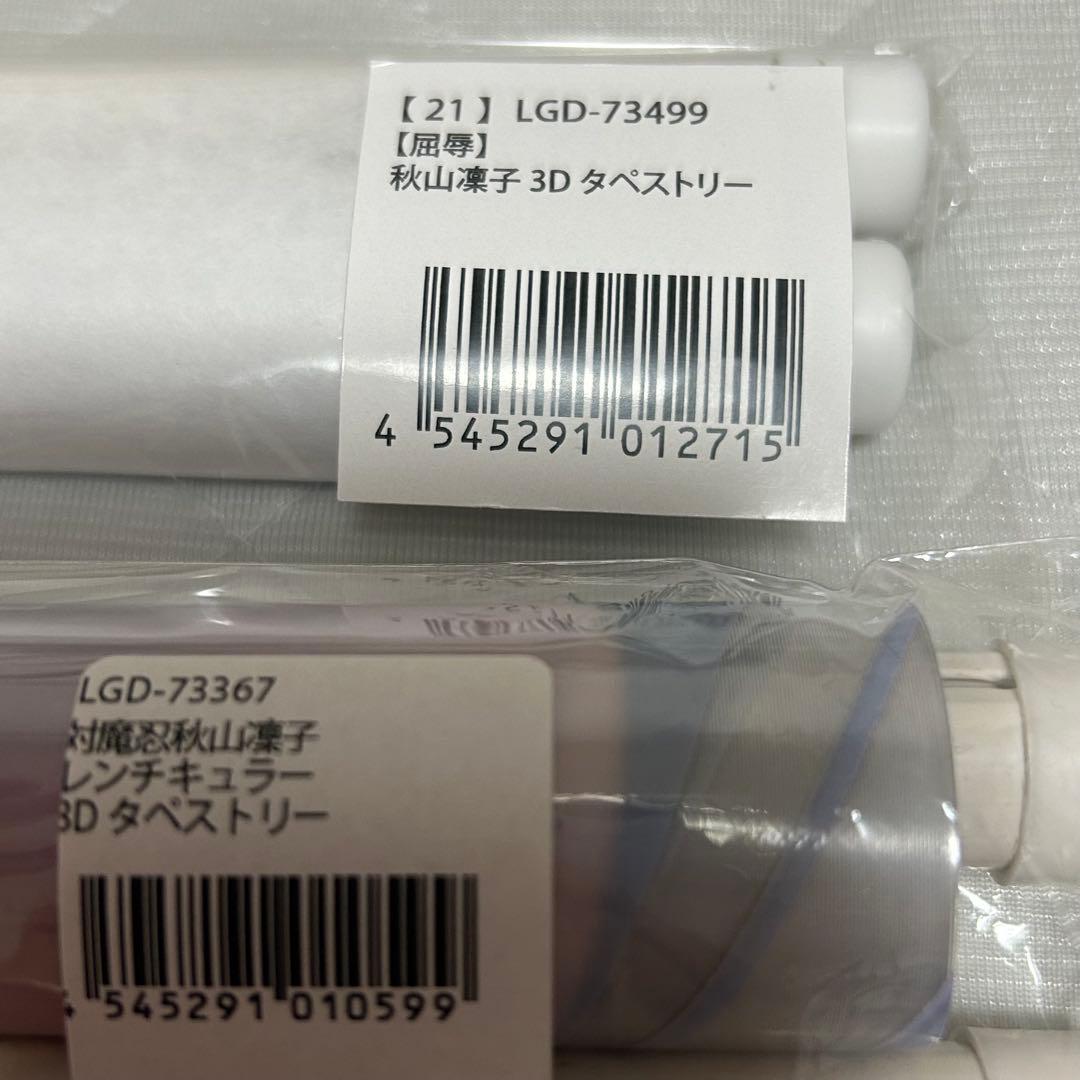 【 21 】 LGD-73499
【屈辱】
秋山凜子 3D タペストリー
4 545291 012715
LGD-73367
対魔忍秋山凜子
レンチキュラー
3D タペストリー
4 545291 010599